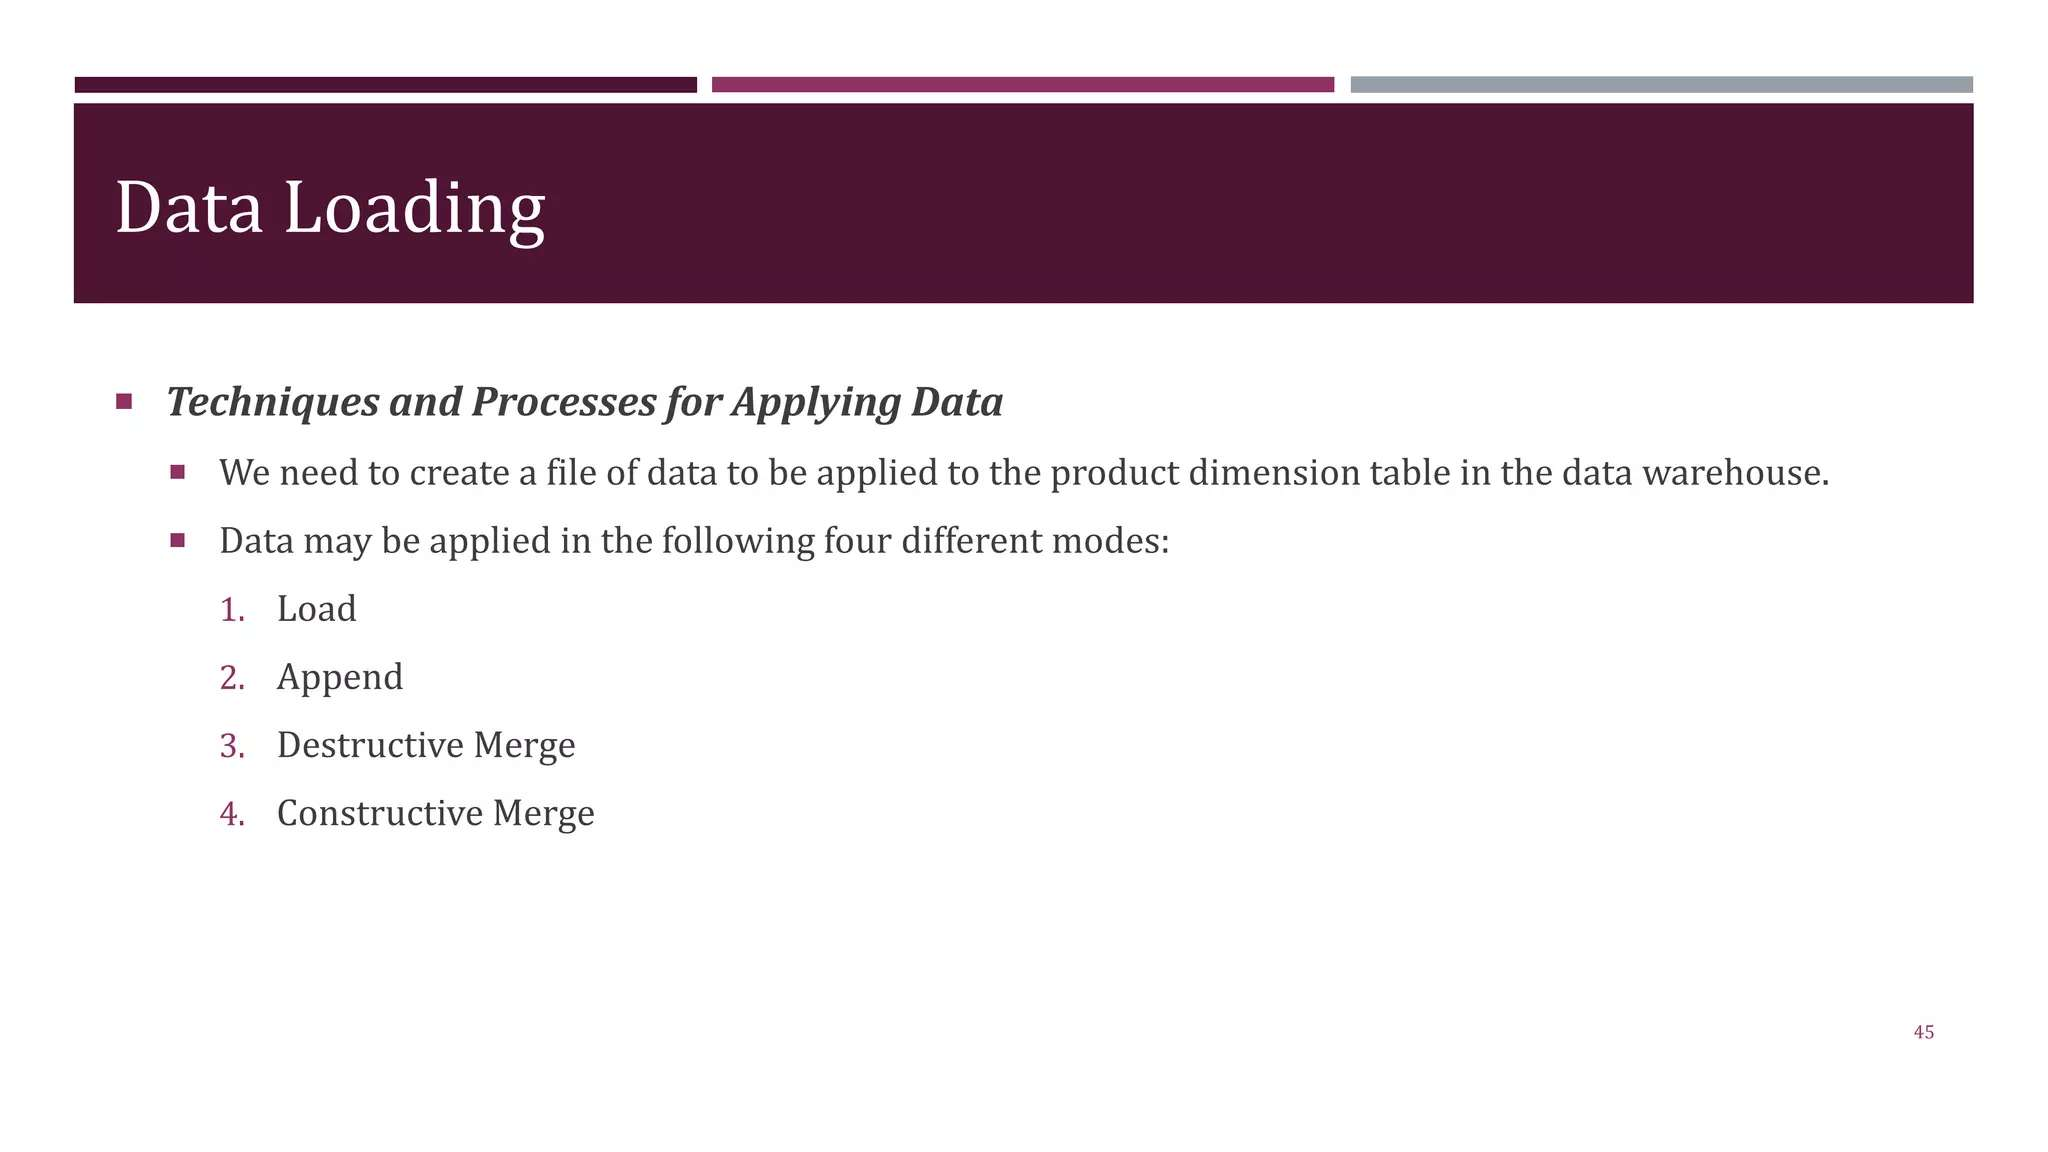 Data Loading
Techniques and Processes for Applying Data
We need to create a file of data to be applied to the product dimension table in the data warehouse.
Data may be applied in the following four different modes:
1. Load
2. Append
3. Destructive Merge
4. Constructive Merge
45